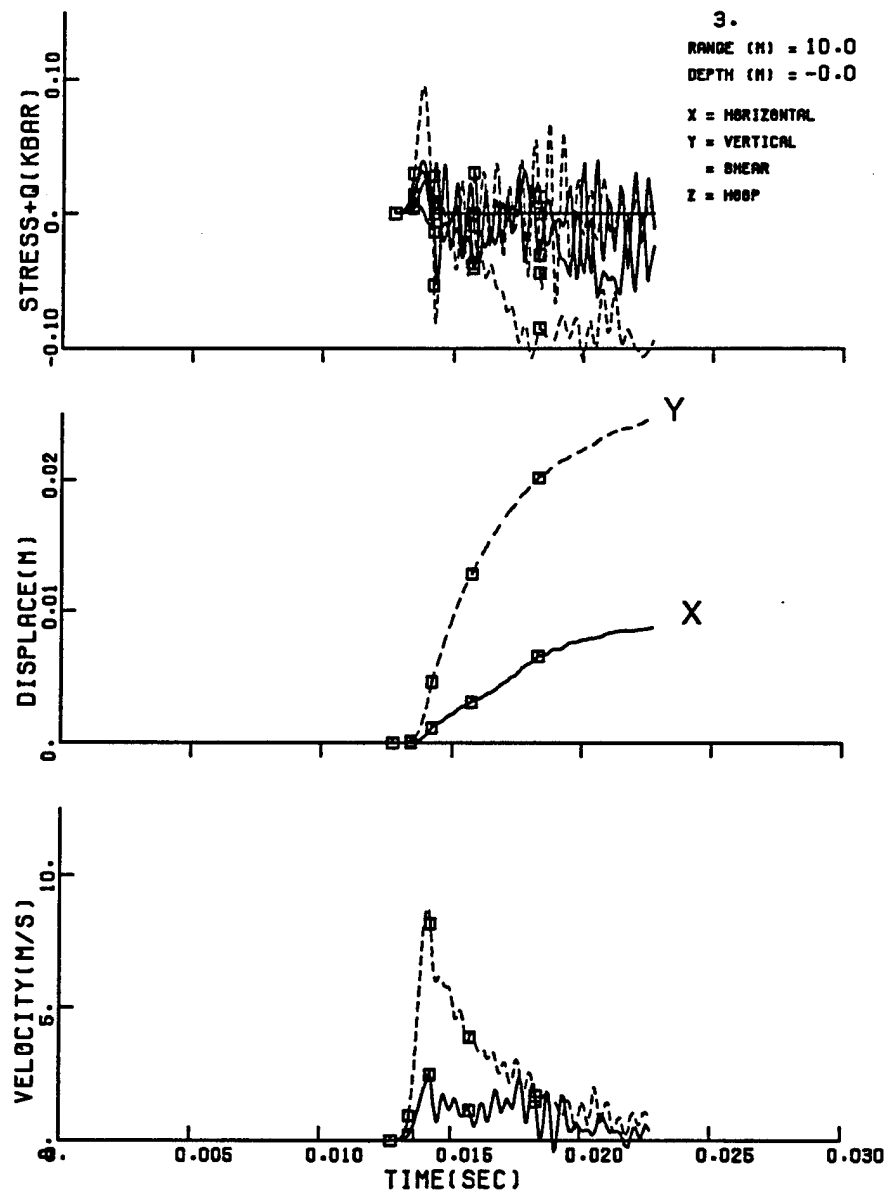 3.
RANGE (M) = 10.0
DEPTH (M) = -0.0
X = HORIZONTAL
Y = VERTICAL
= SHEAR
Z = HOOP
STRESS+Q(KBAR)
0.10
0.
-0.10
DISPLACE(M)
0.02
0.01
0.
Y
X
VELOCITY(M/S)
10.
5.
0.
0. 0.005 0.010 0.015 0.020 0.025 0.030
TIME(SEC)